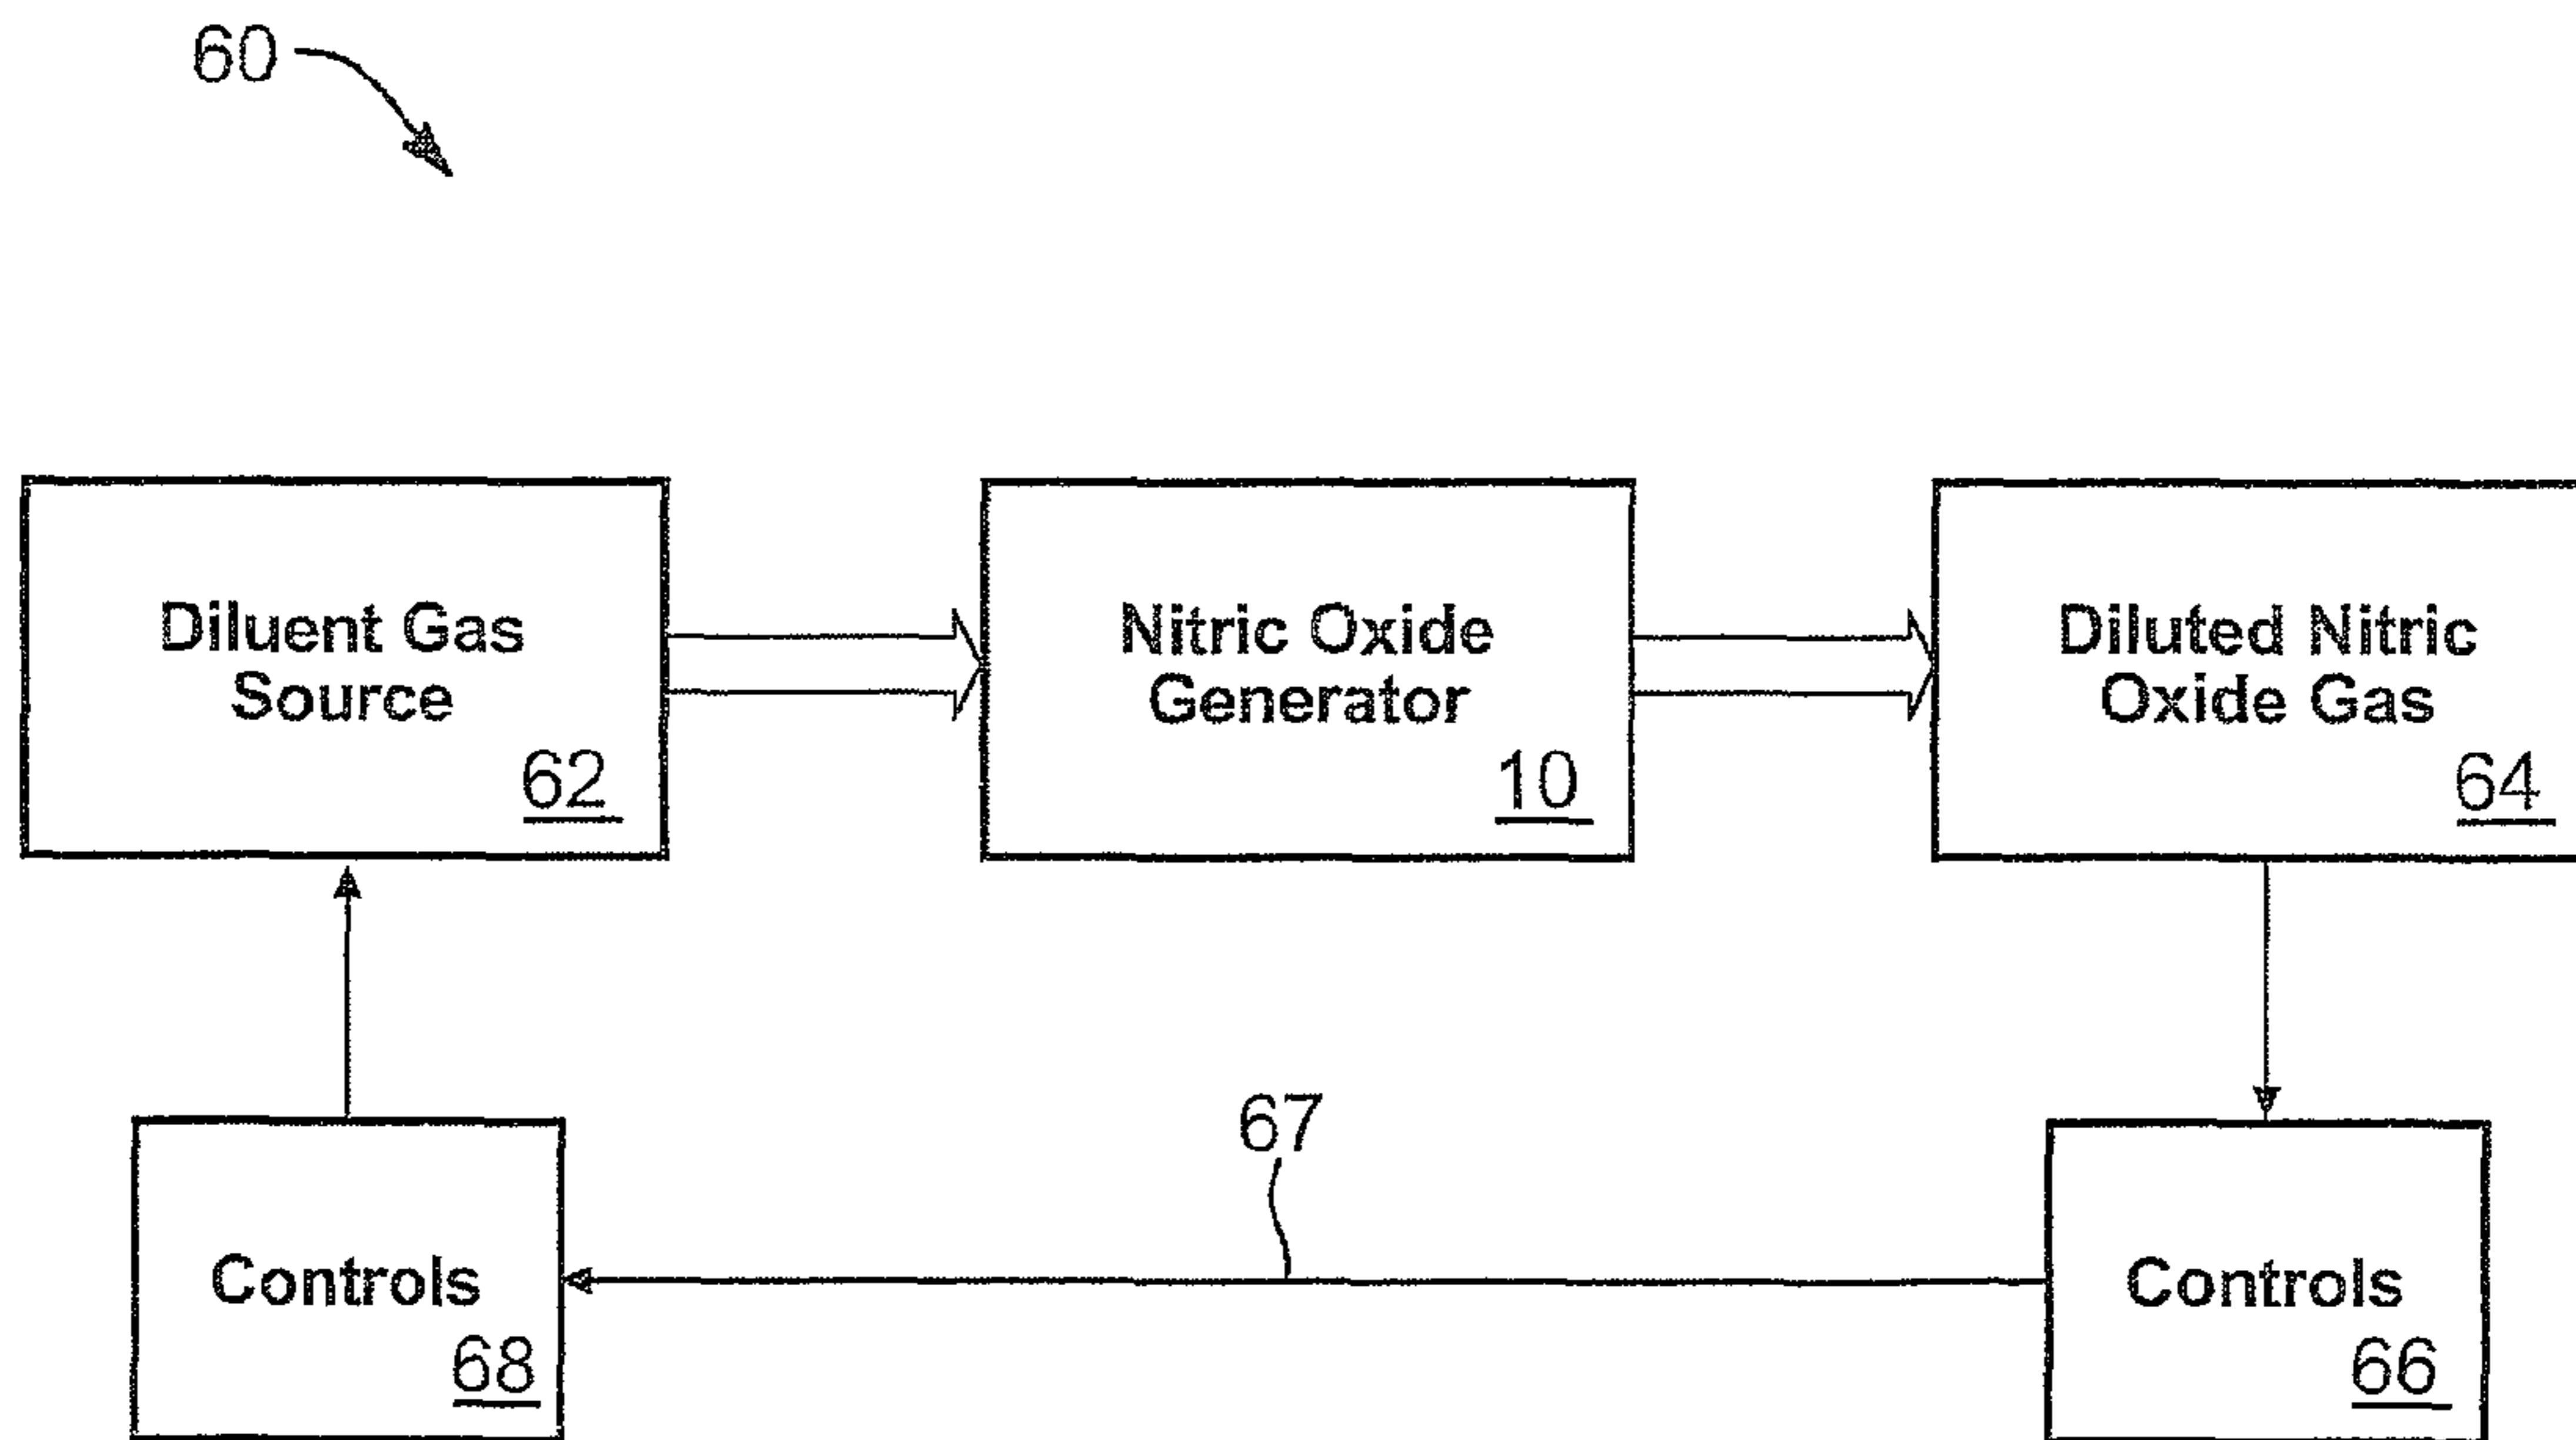 60
Diluent Gas
Source
62
Nitric Oxide
Generator
10
Diluted Nitric
Oxide Gas
64
67
Controls
68
Controls
66